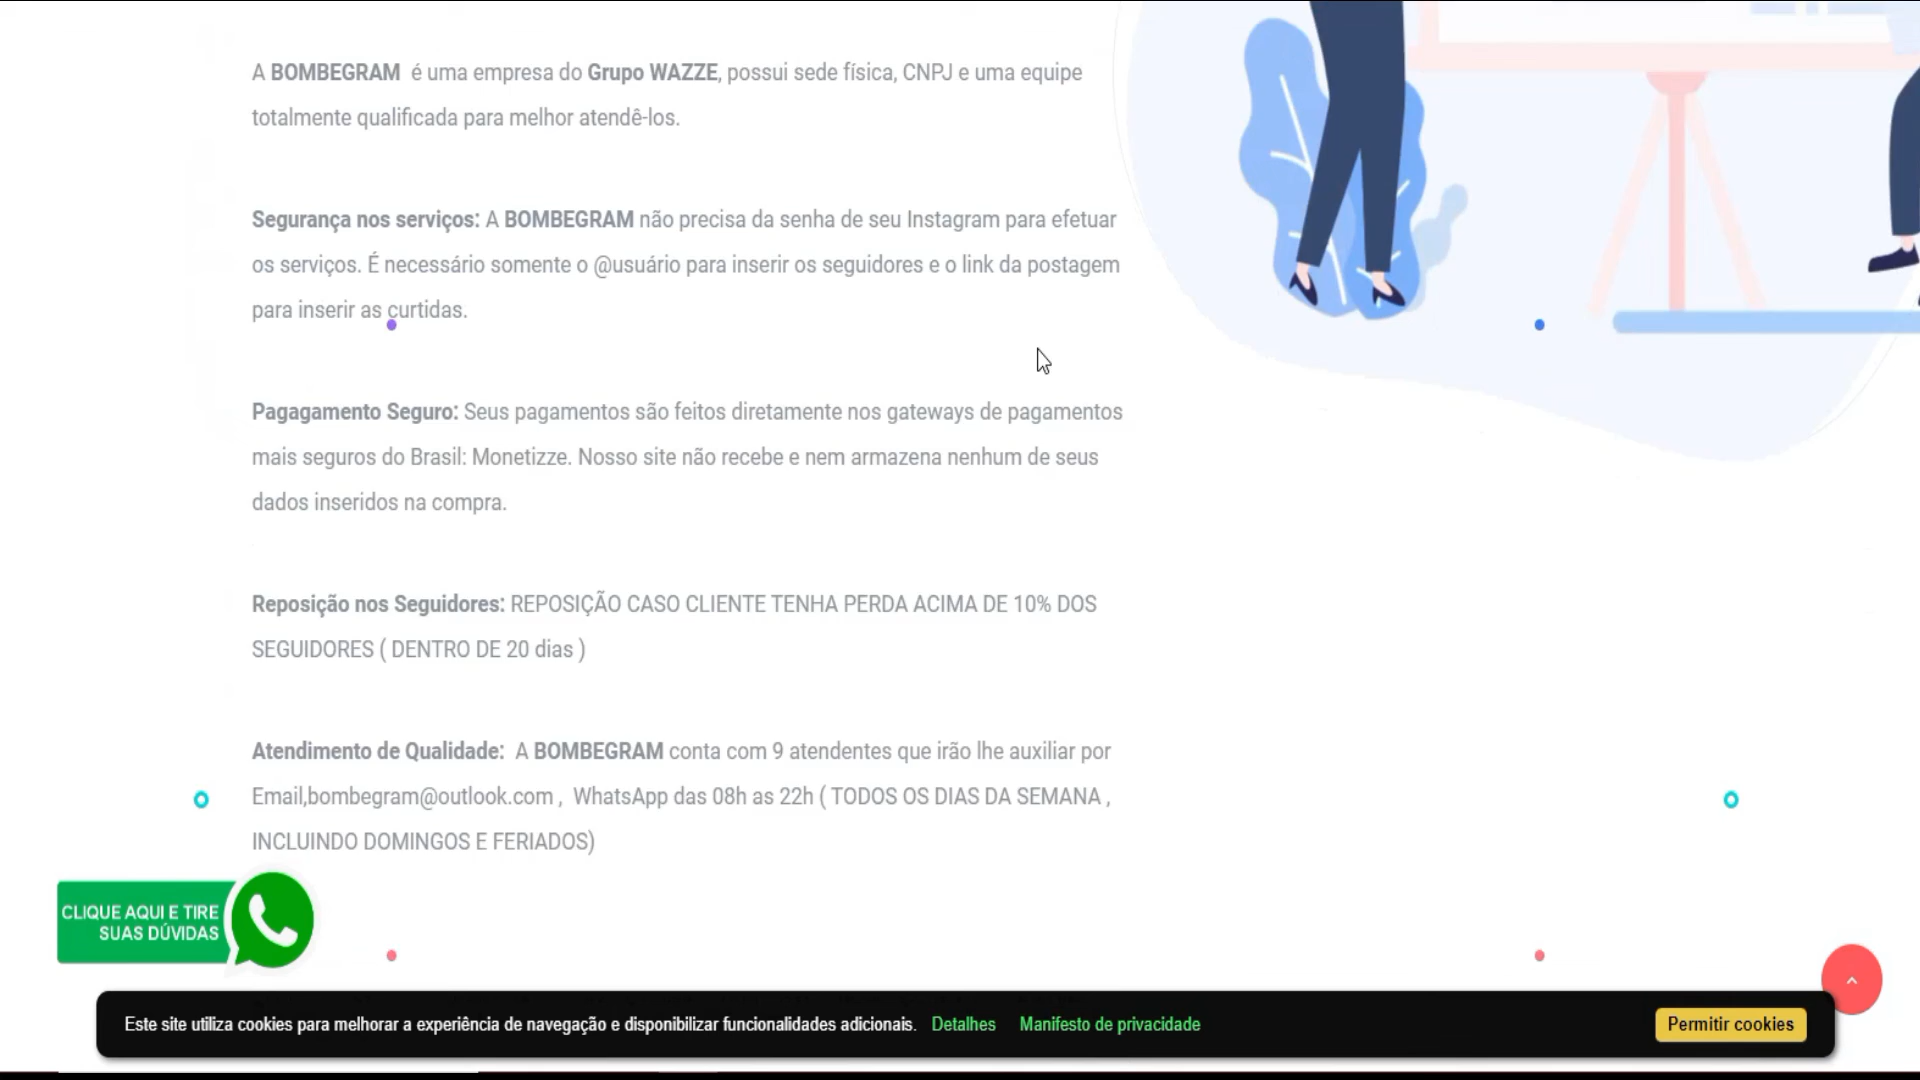 A BOMBEGRAM é uma empresa do Grupo WAZZE, possui sede física, CNPJ e uma equipe
totalmente qualificada para melhor atendê-los.
Segurança nos serviços: A BOMBEGRAM não precisa da senha de seu Instagram para efetuar
os serviços. É necessário somente o @usuário para inserir os seguidores e o link da postagem
para inserir as curtidas.
Pagagamento Seguro: Seus pagamentos são feitos diretamente nos gateways de pagamentos
mais seguros do Brasil: Monetizze. Nosso site não recebe e nem armazena nenhum de seus
dados inseridos na compra.
Reposição nos Seguidores: REPOSIÇÃO CASO CLIENTE TENHA PERDA ACIMA DE 10% DOS
SEGUIDORES ( DENTRO DE 20 dias )
Atendimento de Qualidade: A BOMBEGRAM conta com 9 atendentes que irão lhe auxiliar por
Email,bombegram@outlook.com , WhatsApp das 08h as 22h ( TODOS OS DIAS DA SEMANA ,
INCLUINDO DOMINGOS E FERIADOS)
CLIQUE AQUI E TIRE
SUAS DÚVIDAS
Este site utiliza cookies para melhorar a experiência de navegação e disponibilizar funcionalidades adicionais. Detalhes Manifesto de privacidade Permitir cookies